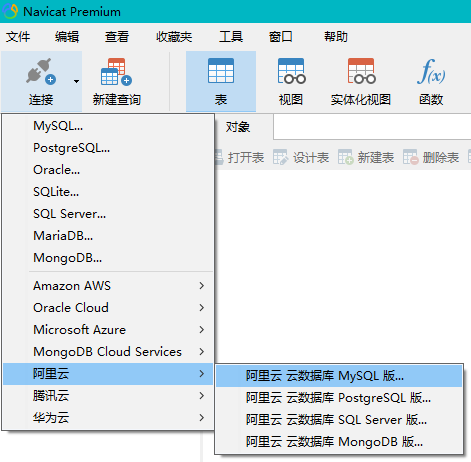 Navicat Premium
文件 编辑 查看 收藏夹 工具 窗口 帮助
连接 新建查询 表 视图 实体化视图 函数
f(x)
对象
打开表 设计表 新建表 删除表
MySQL...
PostgreSQL...
Oracle...
SQLite...
SQL Server...
MariaDB...
MongoDB...
Amazon AWS
Oracle Cloud
Microsoft Azure
MongoDB Cloud Services
阿里云
腾讯云
华为云
阿里云 云数据库 MySQL 版...
阿里云 云数据库 PostgreSQL 版...
阿里云 云数据库 SQL Server 版...
阿里云 云数据库 MongoDB 版...